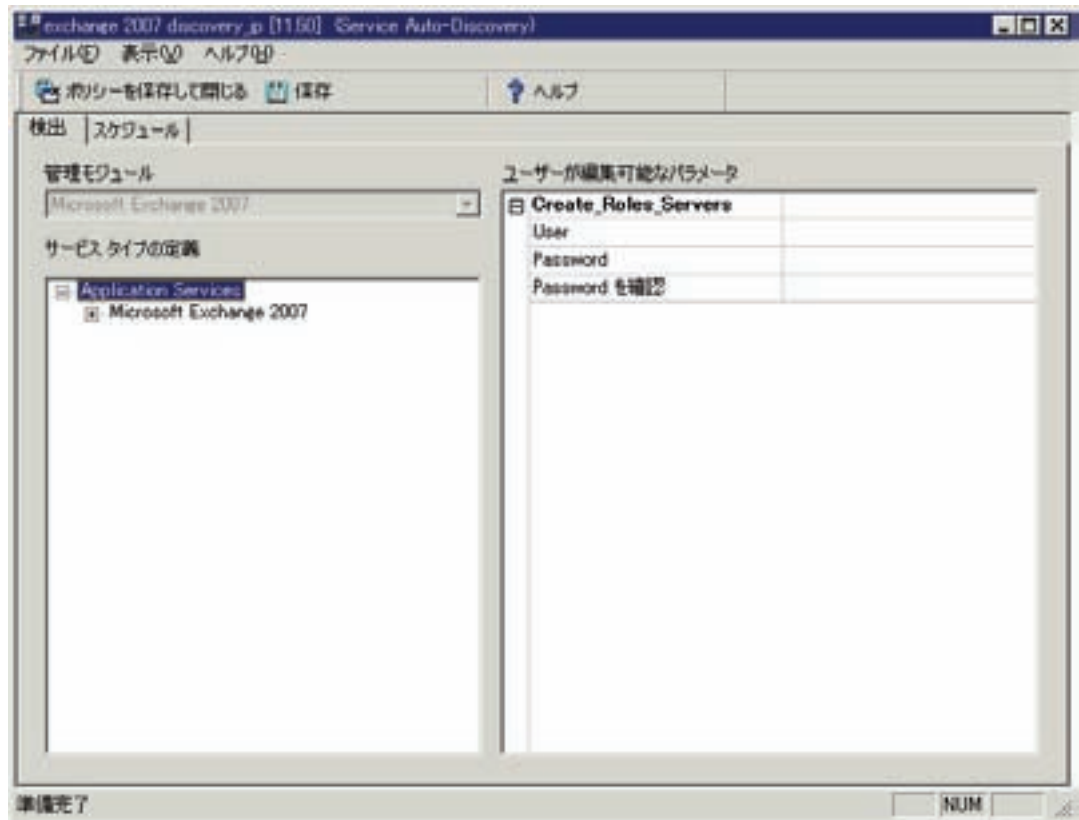 exchange 2007 discovery_jp [11.50] (Service Auto-Discovery)
ファイル(F) 表示(V) ヘルプ(H)
ポリシーを保存して閉じる 保存 ヘルプ
検出 スケジュール
管理モジュール
Microsoft Exchange 2007
サービス タイプの定義
Application Services
Microsoft Exchange 2007
ユーザーが編集可能なパラメータ
Create_Roles_Servers
User
Password
Password を確認
準備完了
NUM